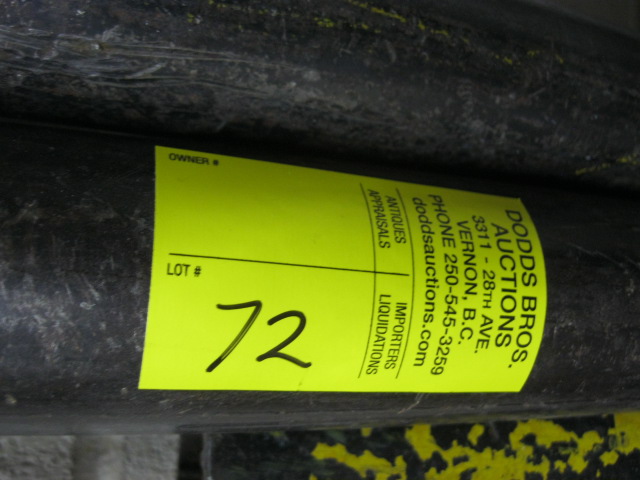 DODDS BROS.
AUCTIONS
3311 - 28TH AVE.
VERNON, B.C.
PHONE 250-545-3259
doddsauctions.com
ANTIQUES
APPRAISALS
IMPORTERS
LIQUIDATIONS
OWNER #
LOT #
72